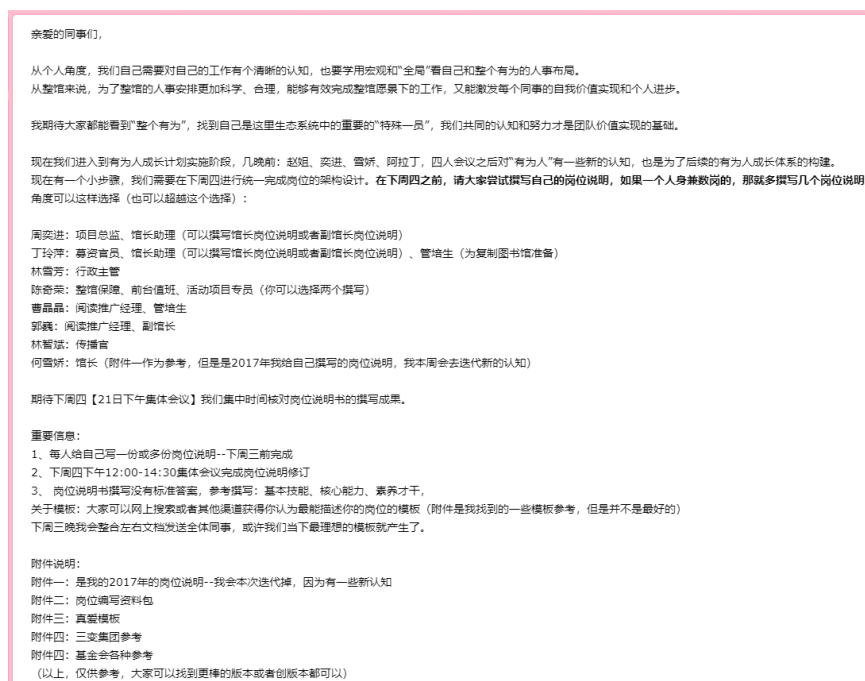 亲爱的同事们，
从个人角度，我们自己需要对自己的工作有个清晰的认知，也要学用宏观和“全局”看自己和整个有为的人事布局。
从整馆来说，为了整馆的人事安排更加科学、合理，能够有效完成整馆愿景下的工作，又能激发每个同事的自我价值实现和个人进步。
我期待大家都能看到“整个有为”，找到自己是这里生态系统中的重要的“特殊一员”，我们共同的认知和努力才是团队价值实现的基础。
现在我们进入到有为人成长计划实施阶段，几晚前：赵姐、奕进、雪娇、阿拉丁，四人会议之后对“有为人”有一些新的认知，也是为了后续的有为人成长体系的构建。
现在有一个小步骤，我们需要在下周四进行统一完成岗位的架构设计。在下周四之前，请大家尝试撰写自己的岗位说明，如果一个人身兼数岗的，那就多撰写几个岗位说明
角度可以这样选择（也可以超越这个选择）：
周奕进：项目总监、馆长助理（可以撰写馆长岗位说明或者副馆长岗位说明）
丁玲萍：募资官员、馆长助理（可以撰写馆长岗位说明或者副馆长岗位说明）、管培生（为复制图书馆准备）
林雪芳：行政主管
陈奇荣：整馆保障、前台值班、活动项目专员（你可以选择两个撰写）
曹晶晶：阅读推广经理、管培生
郭巍：阅读推广经理、副馆长
林智斌：传播官
何雪娇：馆长（附件一作为参考，但是是2017年我给自己撰写的岗位说明，我本周会去迭代新的认知）
期待下周四【21日下午集体会议】我们集中时间核对岗位说明书的撰写成果。
重要信息：
1、每人给自己写一份或多份岗位说明--下周三前完成
2、下周四下午12:00-14:30集体会议完成岗位说明修订
3、 岗位说明书撰写没有标准答案，参考撰写：基本技能、核心能力、素养才干，
关于模板：大家可以网上搜索或者其他渠道获得你认为最能描述你的岗位的模板（附件是我找到的一些模板参考，但是并不是最好的）
下周三晚我会整合左右文档发送全体同事，或许我们当下最理想的模板就产生了。
附件说明：
附件一：是我的2017年的岗位说明--我会本次迭代掉，因为有一些新认知
附件二：岗位编写资料包
附件三：真爱模板
附件四：三变集团参考
附件四：基金会各种参考
（以上，仅供参考，大家可以找到更棒的版本或者创版本都可以）